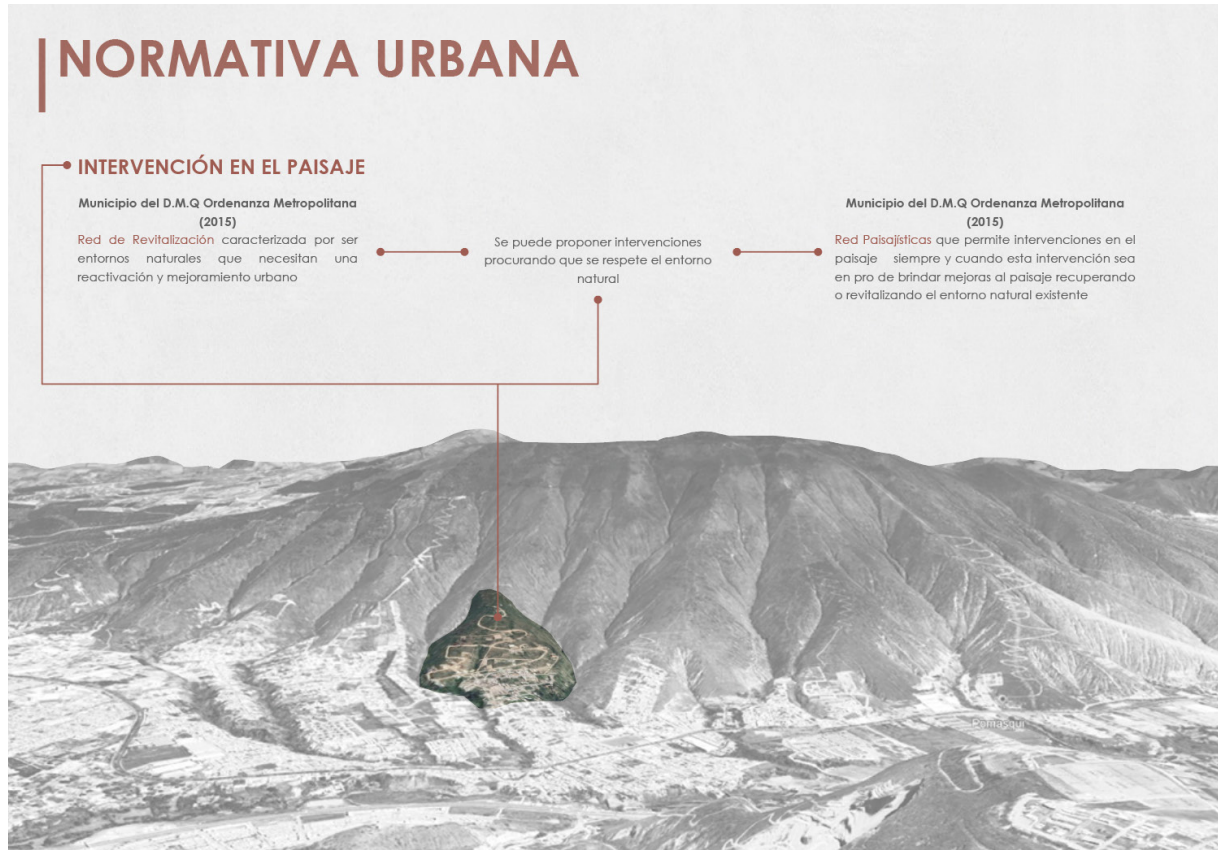 NORMATIVA URBANA
INTERVENCIÓN EN EL PAISAJE
Municipio del D.M.Q Ordenanza Metropolitana
(2015)
Red de Revitalización caracterizada por ser
entornos naturales que necesitan una
reactivación y mejoramiento urbano
Se puede proponer intervenciones
procurando que se respete el entorno
natural
Municipio del D.M.Q Ordenanza Metropolitana
(2015)
Red Paisajísticas que permite intervenciones en el
paisaje siempre y cuando esta intervención sea
en pro de brindar mejoras al paisaje recuperando
o revitalizando el entorno natural existente
Pomasqui